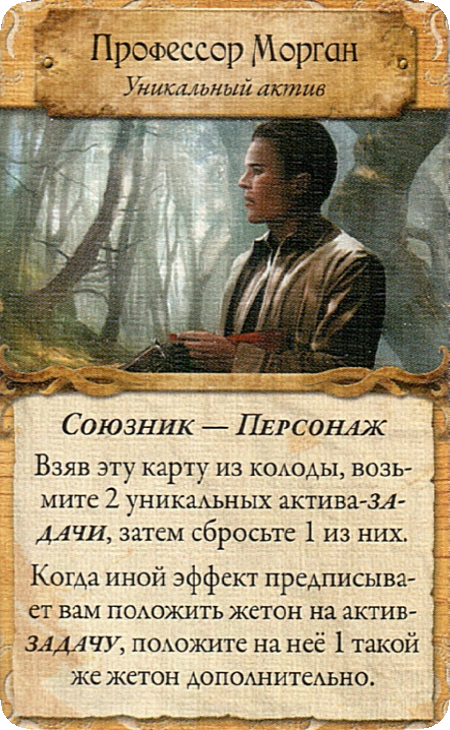 Профессор Морган
Уникальный актив
Союзник — Персонаж
Взяв эту карту из колоды, возь-
мите 2 уникальных актива-ЗА-
ДАЧИ, затем сбросьте 1 из них.
Когда иной эффект предписыва-
ет вам положить жетон на актив-
ЗАДАЧУ, положите на неё 1 такой
же жетон дополнительно.